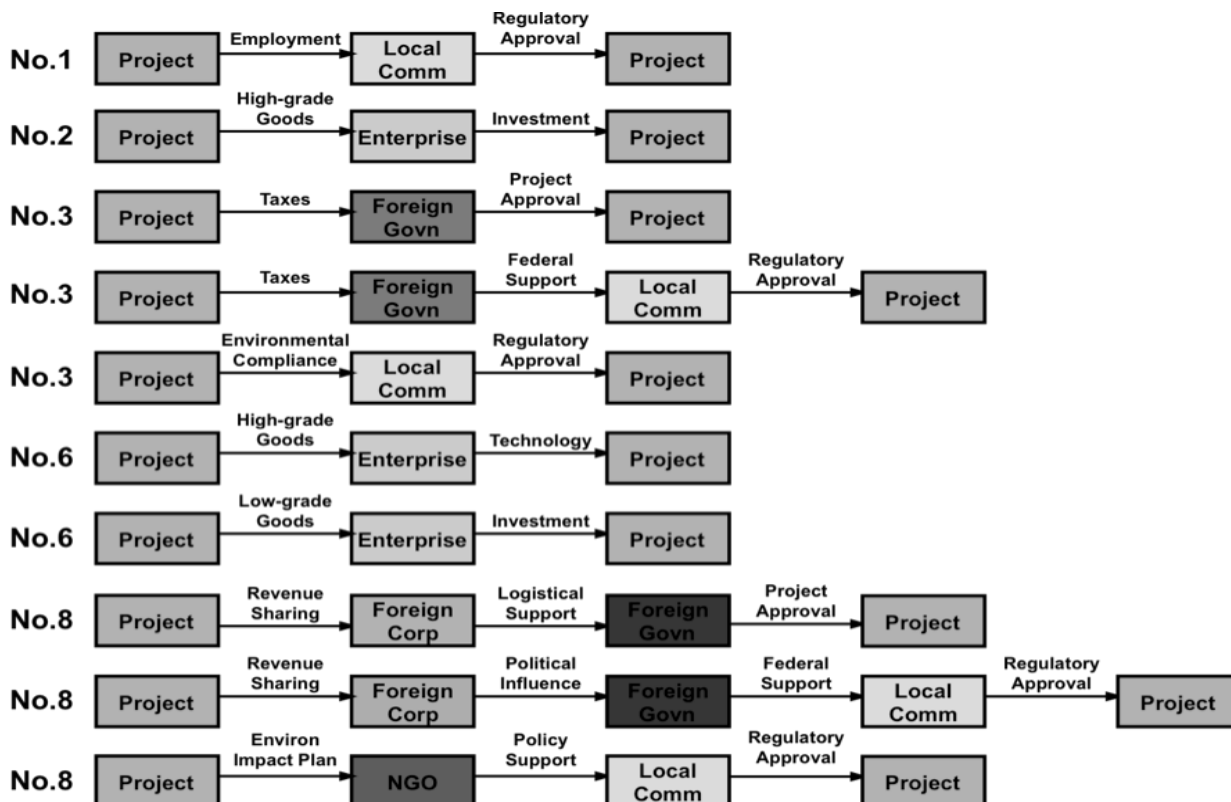 No.1
Project
Employment
Local
Comm
Regulatory
Approval
Project
No.2
Project
High-grade
Goods
Enterprise
Investment
Project
No.3
Project
Taxes
Foreign
Govn
Project
Approval
Project
No.3
Project
Taxes
Foreign
Govn
Federal
Support
Local
Comm
Regulatory
Approval
Project
No.3
Project
Environmental
Compliance
Local
Comm
Regulatory
Approval
Project
No.6
Project
High-grade
Goods
Enterprise
Technology
Project
No.6
Project
Low-grade
Goods
Enterprise
Investment
Project
No.8
Project
Revenue
Sharing
Foreign
Corp
Logistical
Support
Foreign
Govn
Project
Approval
Project
No.8
Project
Revenue
Sharing
Foreign
Corp
Political
Influence
Foreign
Govn
Federal
Support
Local
Comm
Regulatory
Approval
Project
No.8
Project
Environ
Impact Plan
NGO
Policy
Support
Local
Comm
Regulatory
Approval
Project